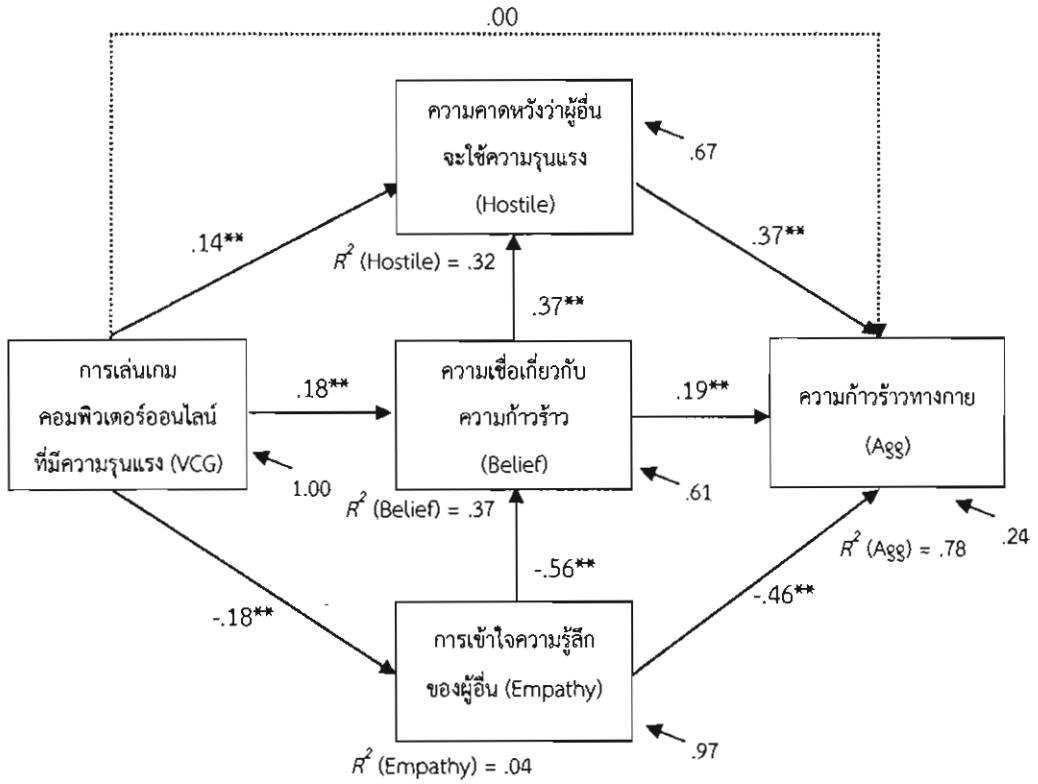 .00
ความคาดหวังว่าผู้อื่น
จะใช้ความรุนแรง
(Hostile)
.67
.14**
R² (Hostile) = .32
.37**
.37**
การเล่นเกม
คอมพิวเตอร์ออนไลน์
ที่มีความรุนแรง (VCG)
1.00
.18**
ความเชื่อเกี่ยวกับ
ความก้าวร้าว
(Belief)
.61
R² (Belief) = .37
.19**
ความก้าวร้าวทางกาย
(Agg)
.24
R² (Agg) = .78
-.18**
-.56**
-.46**
การเข้าใจความรู้สึก
ของผู้อื่น (Empathy)
.97
R² (Empathy) = .04